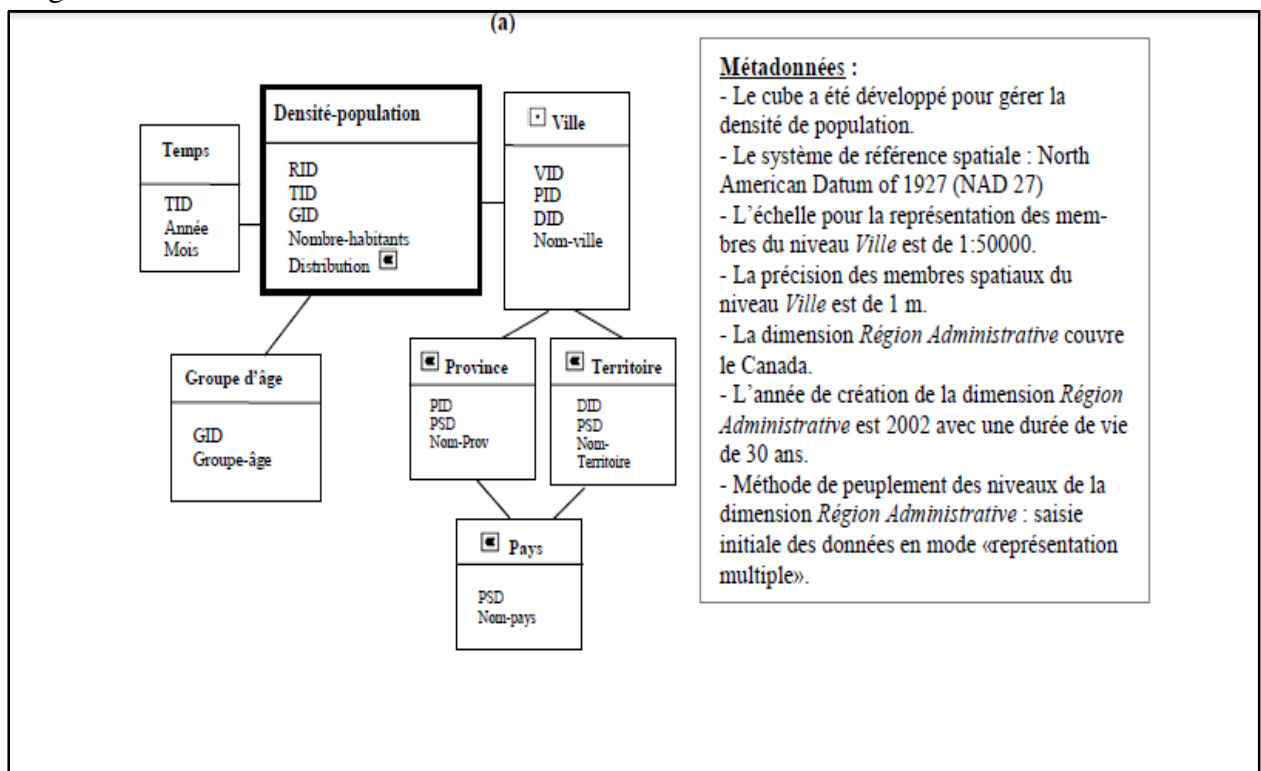 (a)
Temps
TID
Année
Mois
Densité-population
RID
TID
GID
Nombre-habitants
Distribution
Ville
VID
PID
DID
Nom-ville
Groupe d'âge
GID
Groupe-âge
Province
PID
PSD
Nom-Prov
Territoire
DID
PSD
Nom-
Territoire
Pays
PSD
Nom-pays
Métadonnées :
- Le cube a été développé pour gérer la
densité de population.
- Le système de référence spatiale : North
American Datum of 1927 (NAD 27)
- L'échelle pour la représentation des mem-
bres du niveau Ville est de 1:50000.
- La précision des membres spatiaux du
niveau Ville est de 1 m.
- La dimension Région Administrative couvre
le Canada.
- L'année de création de la dimension Région
Administrative est 2002 avec une durée de vie
de 30 ans.
- Méthode de peuplement des niveaux de la
dimension Région Administrative : saisie
initiale des données en mode «représentation
multiple».